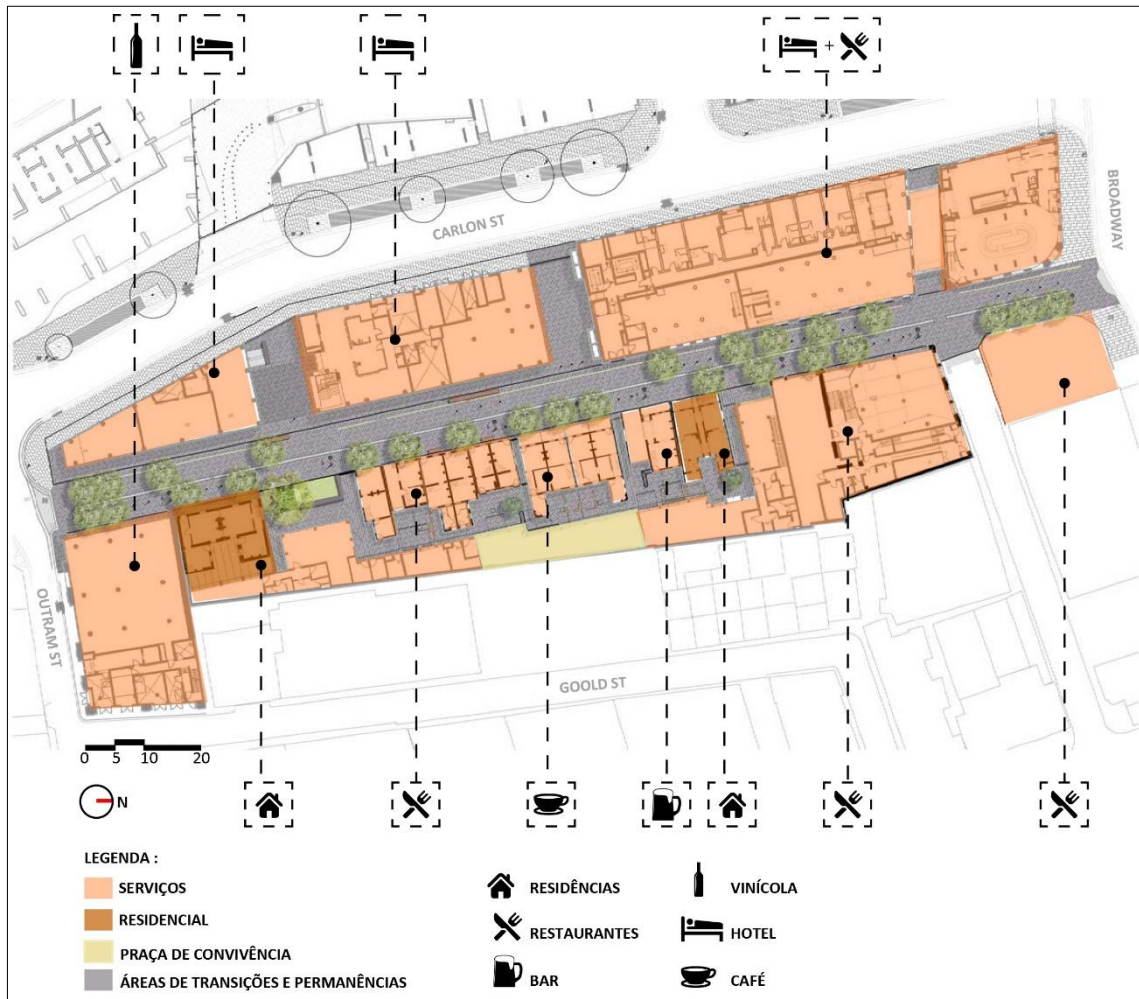 +
CARLON ST
BROADWAY
OUTRAM ST
GOOLD ST
0 5 10 20
N
LEGENDA :
SERVIÇOS
RESIDENCIAL
PRAÇA DE CONVIVÊNCIA
ÁREAS DE TRANSIÇÕES E PERMANÊNCIAS
RESIDÊNCIAS
RESTAURANTES
BAR
VINÍCOLA
HOTEL
CAFÉ